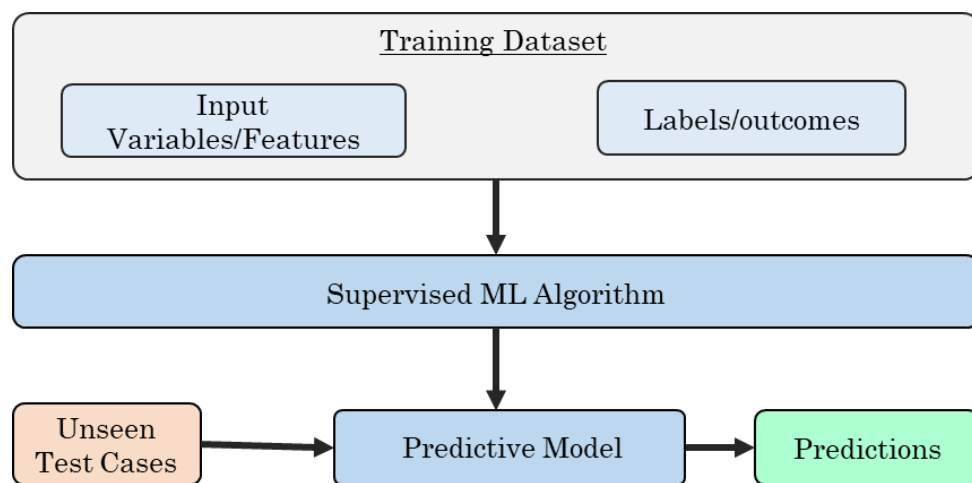 Training Dataset
Input
Variables/Features
Labels/outcomes
Supervised ML Algorithm
Unseen
Test Cases
Predictive Model
Predictions